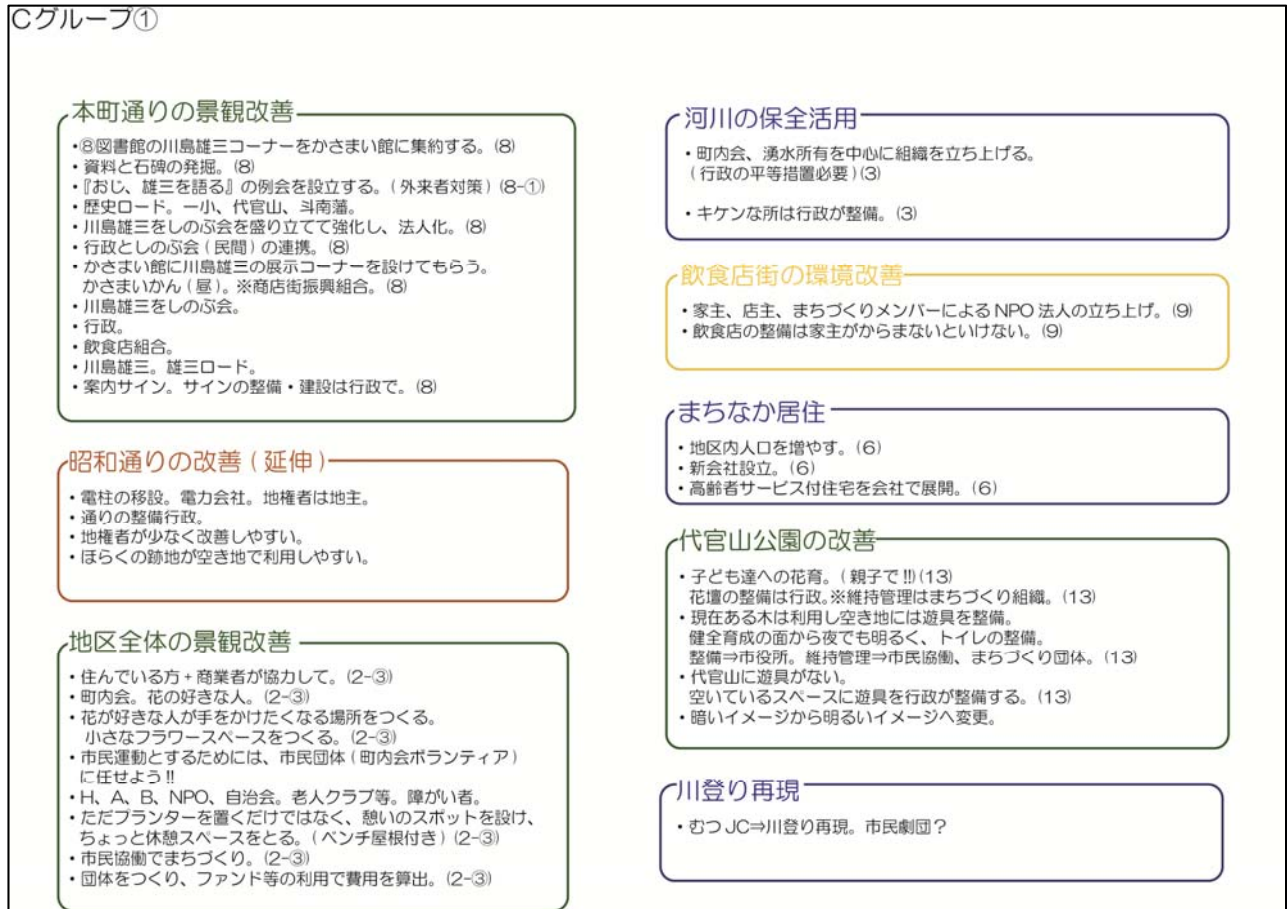 Cグループ①
本町通りの景観改善
・⑧図書館の川島雄三コーナーをかさまい館に集約する。(8)
・資料と石碑の発掘。(8)
・『おじ、雄三を語る』の例会を設立する。(外来者対策)(8-①)
・歴史ロード。一小、代官山、斗南藩。
・川島雄三をしのぶ会を盛り立てて強化し、法人化。(8)
・行政としのぶ会(民間)の連携。(8)
・かさまい館に川島雄三の展示コーナーを設けてもらう。
かさまいかん(昼)。※商店街振興組合。(8)
・川島雄三をしのぶ会。
・行政。
・飲食店組合。
・川島雄三。雄三ロード。
・案内サイン。サインの整備・建設は行政で。(8)
昭和通りの改善(延伸)
・電柱の移設。電力会社。地権者は地主。
・通りの整備行政。
・地権者が少なく改善しやすい。
・ほらくの跡地が空き地で利用しやすい。
地区全体の景観改善
・住んでいる方+商業者が協力して。(2-③)
・町内会。花の好きな人。(2-③)
・花が好きな人が手をかけたくなる場所をつくる。
小さなフラワースペースをつくる。(2-③)
・市民運動とするためには、市民団体(町内会ボランティア)
に任せよう!!
・H、A、B、NPO、自治会。老人クラブ等。障がい者。
・ただプランターを置くだけではなく、憩いのスポットを設け、
ちょっと休憩スペースをとる。(ベンチ屋根付き)(2-③)
・市民協働でまちづくり。(2-③)
・団体をつくり、ファンド等の利用で費用を算出。(2-③)
河川の保全活用
・町内会、湧水所有を中心に組織を立ち上げる。
(行政の平等措置必要)(3)
・キケンな所は行政が整備。(3)
飲食店街の環境改善
・家主、店主、まちづくりメンバーによるNPO法人の立ち上げ。(9)
・飲食店の整備は家主がからまないといけない。(9)
まちなか居住
・地区内人口を増やす。(6)
・新会社設立。(6)
・高齢者サービス付住宅を会社で展開。(6)
代官山公園の改善
・子ども達への花育。(親子で!!)(13)
花壇の整備は行政。※維持管理はまちづくり組織。(13)
・現在ある木は利用し空き地には遊具を整備。
健全育成の面から夜でも明るく、トイレの整備。
整備⇒市役所。維持管理⇒市民協働、まちづくり団体。(13)
・代官山に遊具がない。
空いているスペースに遊具を行政が整備する。(13)
・暗いイメージから明るいイメージへ変更。
川登り再現
・むつJC⇒川登り再現。市民劇団？